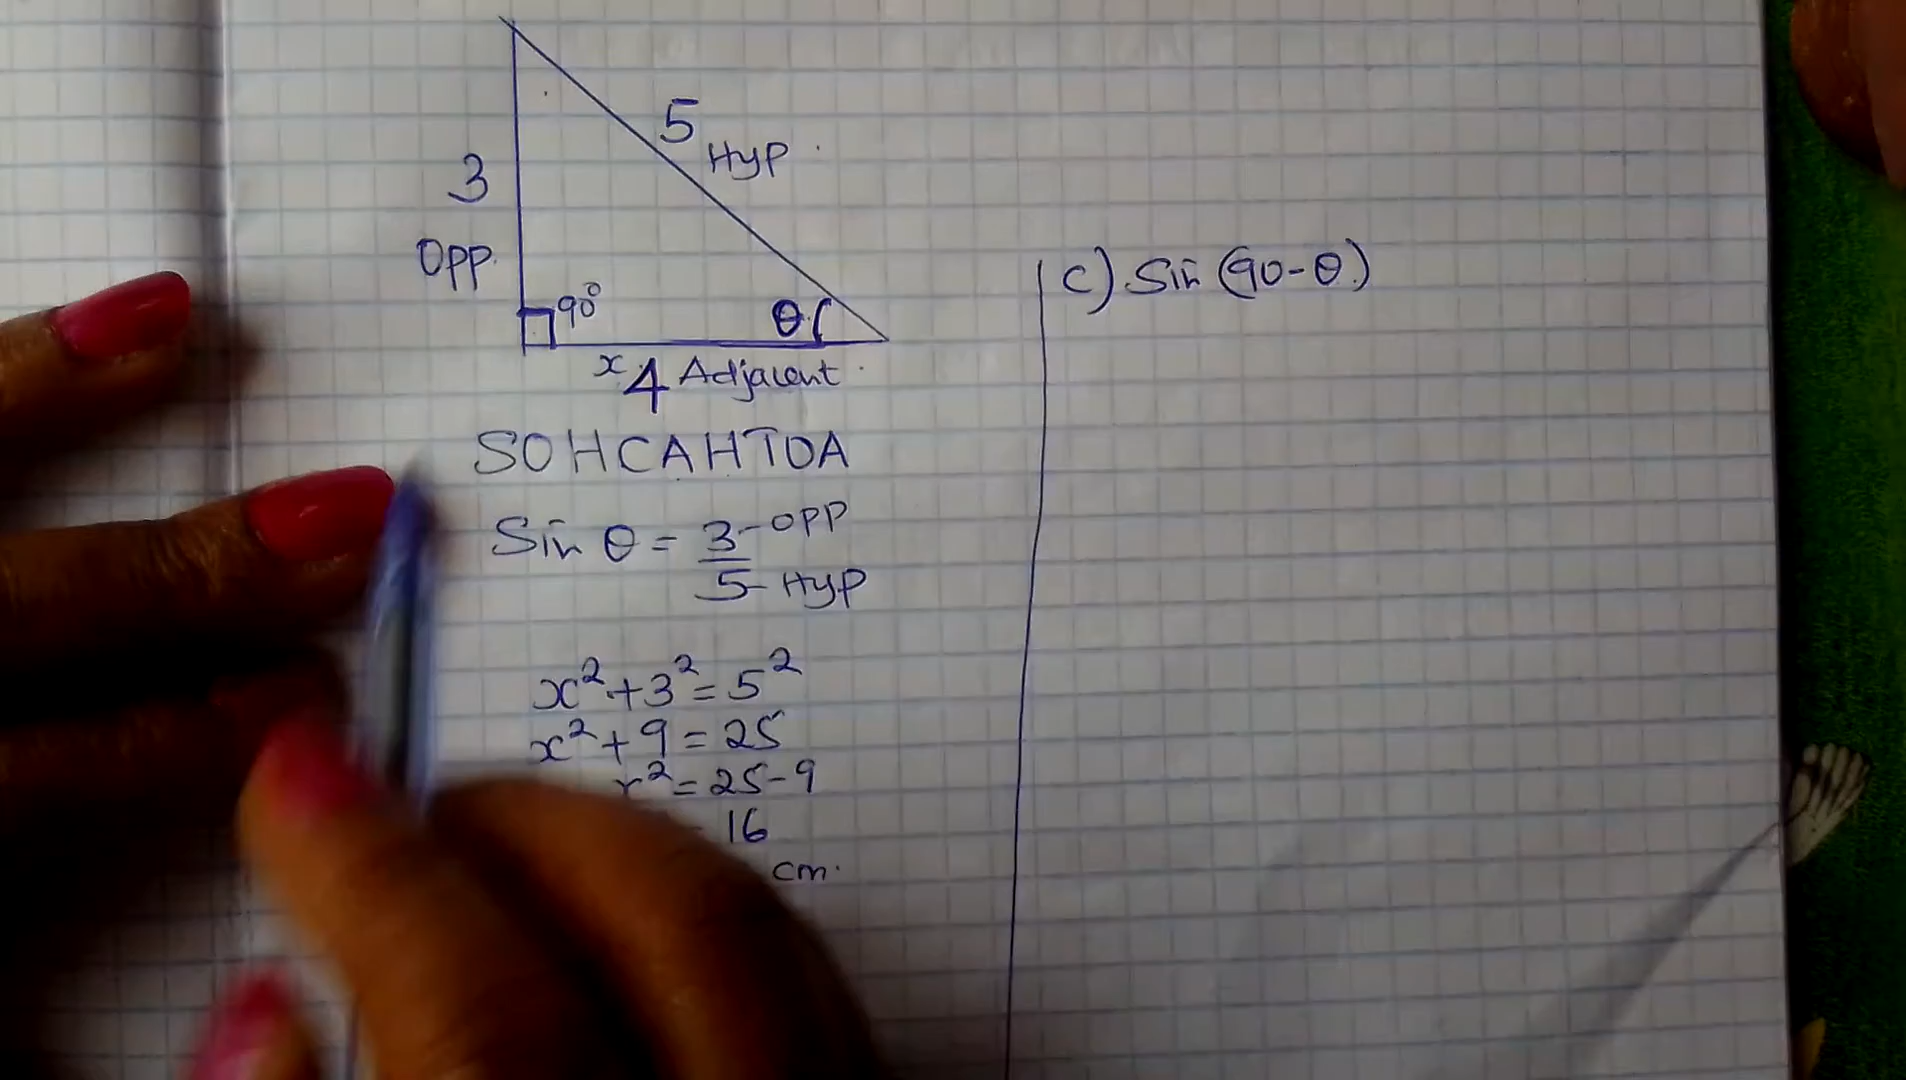 5
Hyp
3
Opp.
90°
θ
x 4 Adjacent
SOHCAHTOA
Sin θ = 3 - OPP
5 - Hyp
x² + 3² = 5²
x² + 9 = 25
x² = 25 - 9
= 16
cm.
C) Sin (90 - θ)